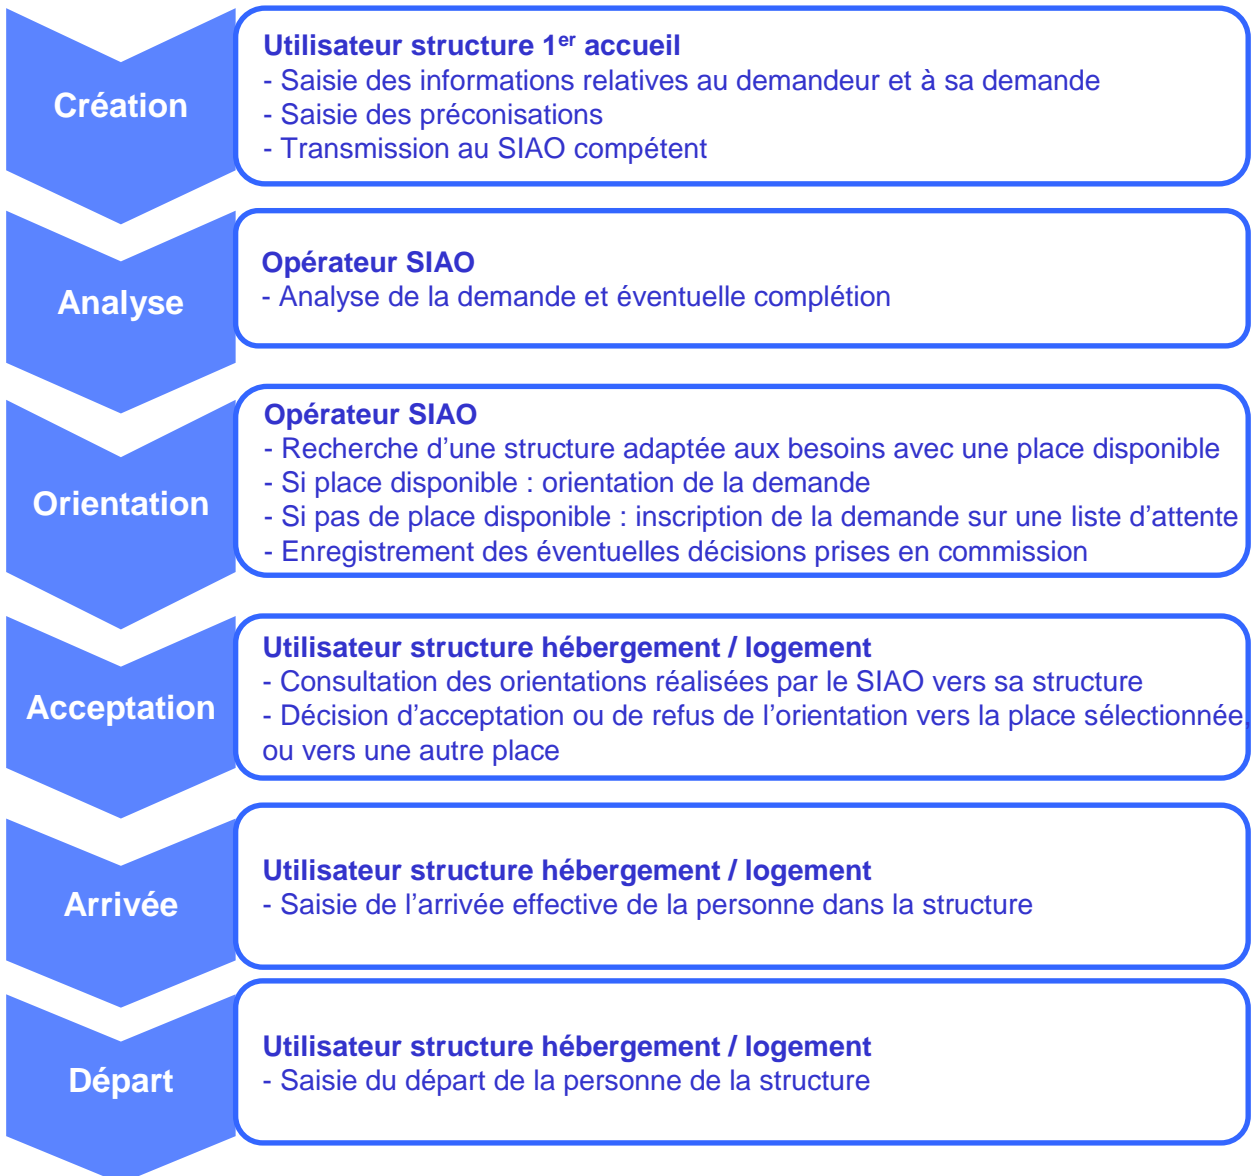 Création
Utilisateur structure 1er accueil
- Saisie des informations relatives au demandeur et à sa demande
- Saisie des préconisations
- Transmission au SIAO compétent
Analyse
Opérateur SIAO
- Analyse de la demande et éventuelle complétion
Orientation
Opérateur SIAO
- Recherche d’une structure adaptée aux besoins avec une place disponible
- Si place disponible : orientation de la demande
- Si pas de place disponible : inscription de la demande sur une liste d’attente
- Enregistrement des éventuelles décisions prises en commission
Acceptation
Utilisateur structure hébergement / logement
- Consultation des orientations réalisées par le SIAO vers sa structure
- Décision d’acceptation ou de refus de l’orientation vers la place sélectionnée,
ou vers une autre place
Arrivée
Utilisateur structure hébergement / logement
- Saisie de l’arrivée effective de la personne dans la structure
Départ
Utilisateur structure hébergement / logement
- Saisie du départ de la personne de la structure